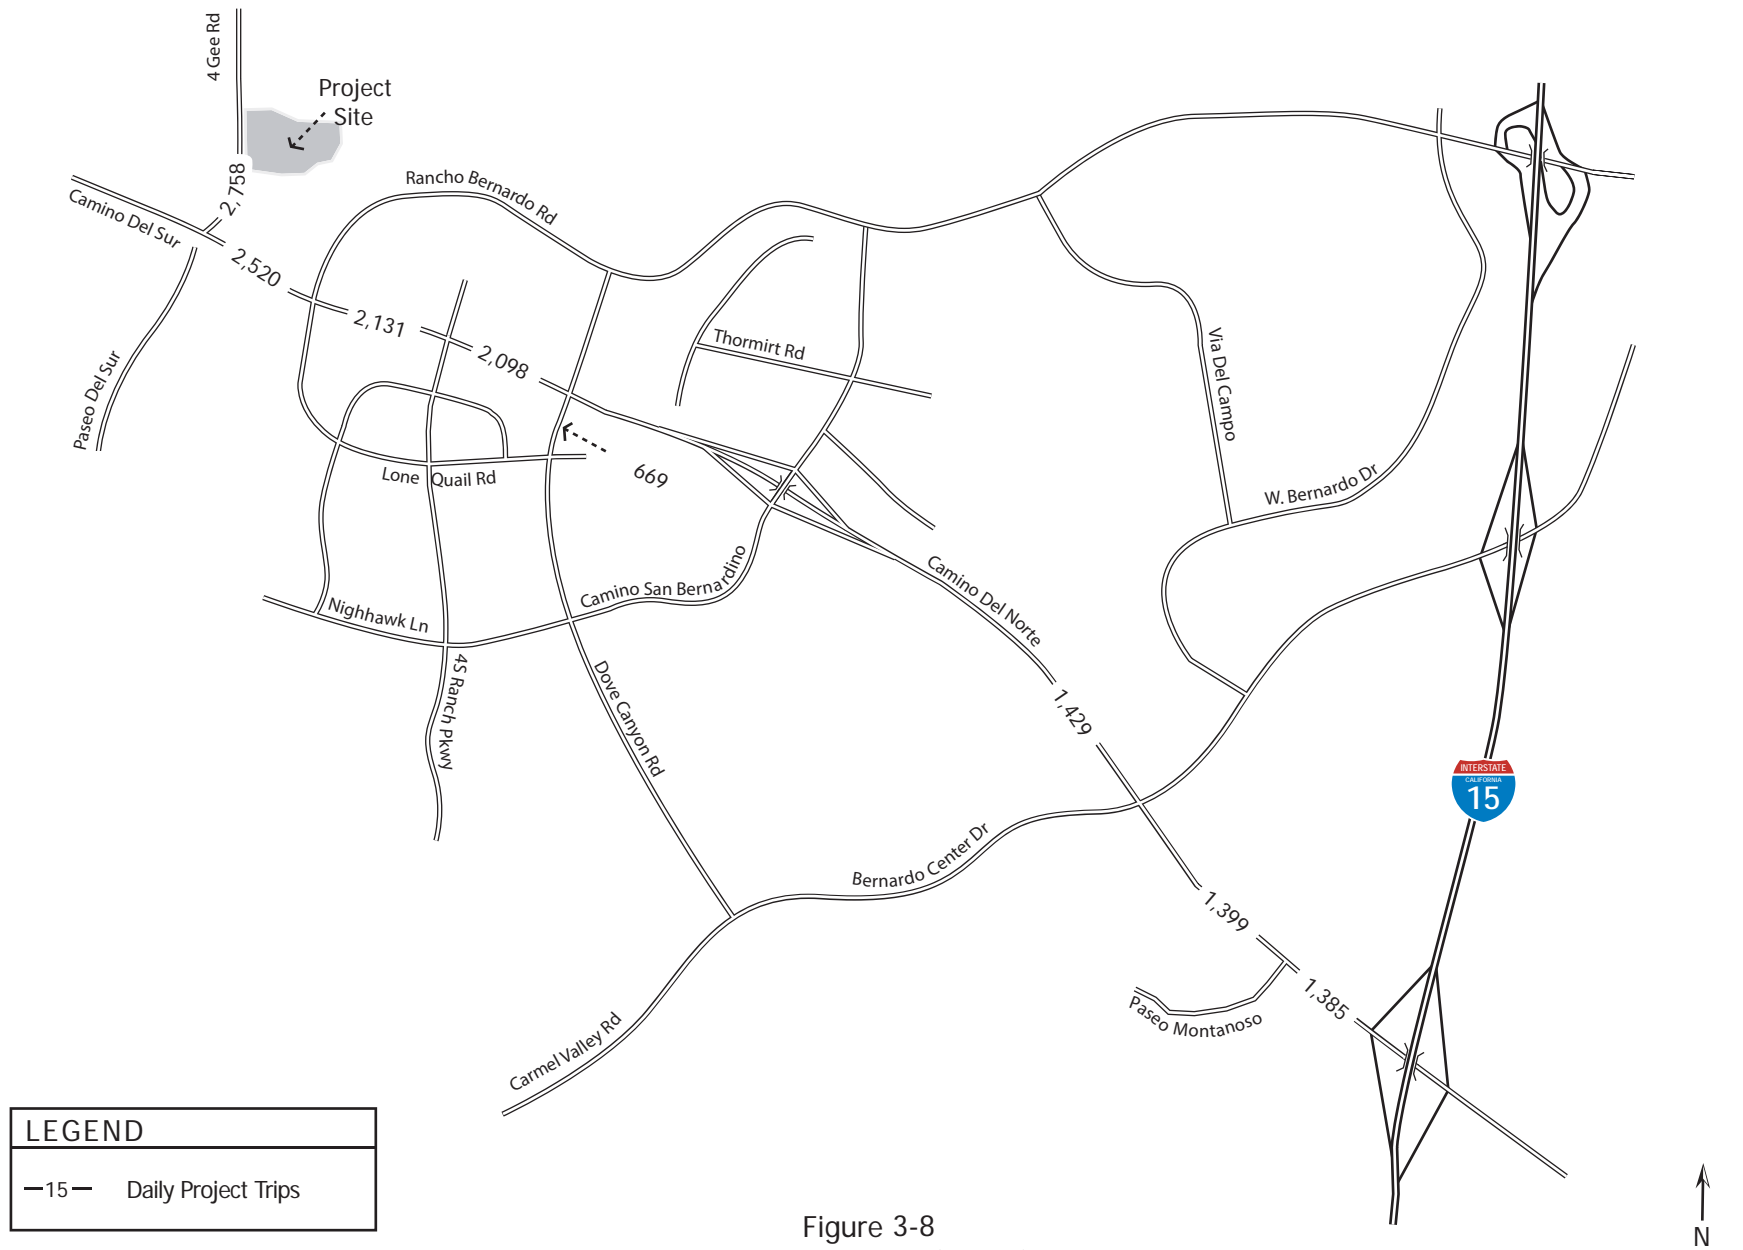 4 Gee Rd
Project
Site
2,758
Camino Del Sur
Rancho Bernardo Rd
2,520
2,131
2,098
Thormirt Rd
Via Del Campo
Paseo Del Sur
669
Lone Quail Rd
W. Bernardo Dr
Camino San Bernardino
Camino Del Norte
Nighhawk Ln
4S Ranch Pkwy
Dove Canyon Rd
1,429
INTERSTATE
CALIFORNIA
15
Bernardo Center Dr
1,399
1,385
Paseo Montanoso
Carmel Valley Rd
LEGEND
15 Daily Project Trips
Figure 3-8
N